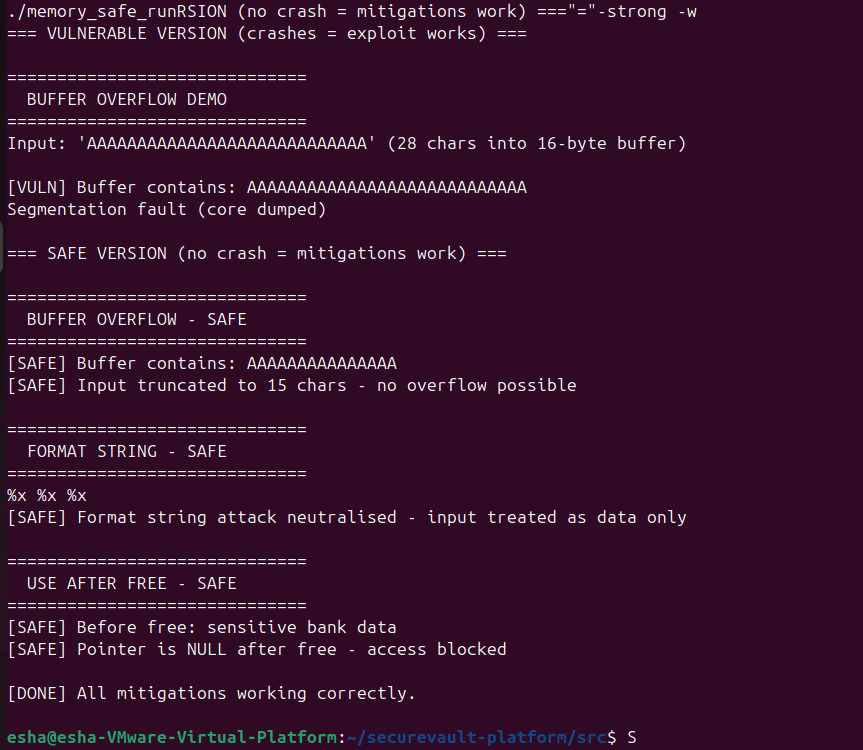 ./memory_safe_runRSION (no crash = mitigations work) ==="="-strong -w
=== VULNERABLE VERSION (crashes = exploit works) ===
==============================
BUFFER OVERFLOW DEMO
==============================
Input: 'AAAAAAAAAAAAAAAAAAAAAAAAAAAA' (28 chars into 16-byte buffer)
[VULN] Buffer contains: AAAAAAAAAAAAAAAAAAAAAAAAAAAA
Segmentation fault (core dumped)
=== SAFE VERSION (no crash = mitigations work) ===
==============================
BUFFER OVERFLOW - SAFE
==============================
[SAFE] Buffer contains: AAAAAAAAAAAAAAA
[SAFE] Input truncated to 15 chars - no overflow possible
==============================
FORMAT STRING - SAFE
==============================
%x %x %x
[SAFE] Format string attack neutralised - input treated as data only
==============================
USE AFTER FREE - SAFE
==============================
[SAFE] Before free: sensitive bank data
[SAFE] Pointer is NULL after free - access blocked
[DONE] All mitigations working correctly.
esha@esha-VMware-Virtual-Platform:~/securevault-platform/src$ S